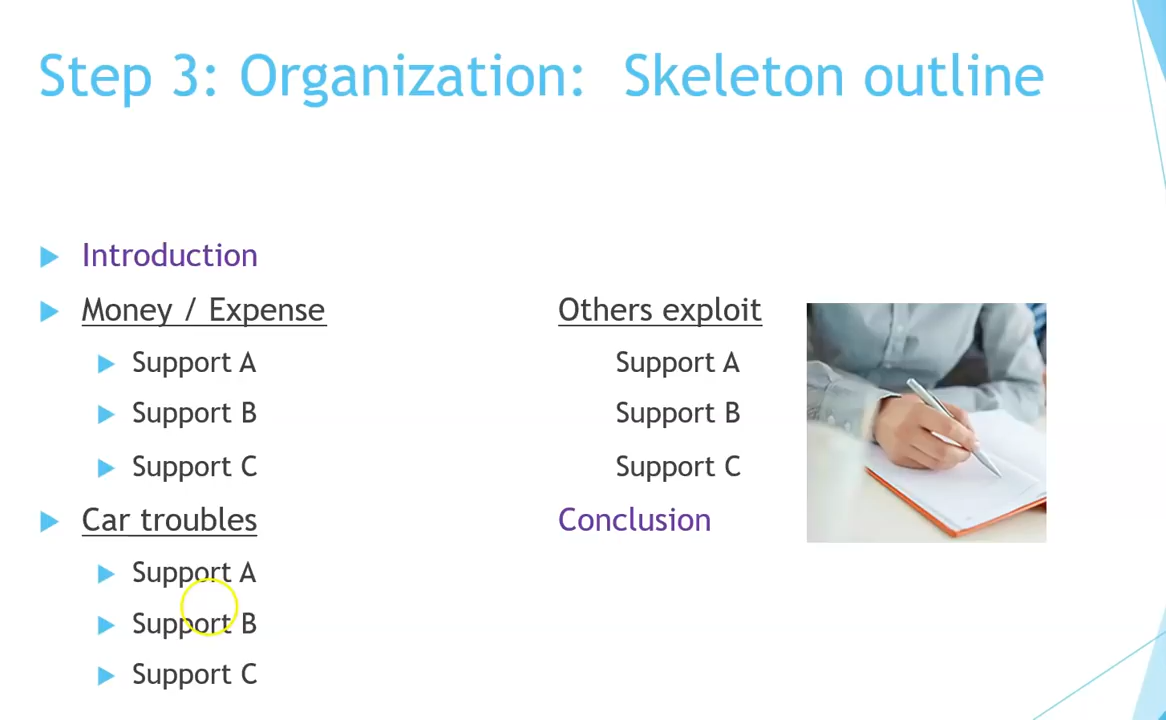 Step 3: Organization: Skeleton outline
Introduction
Money / Expense
Support A
Support B
Support C
Car troubles
Support A
Support B
Support C
Others exploit
Support A
Support B
Support C
Conclusion